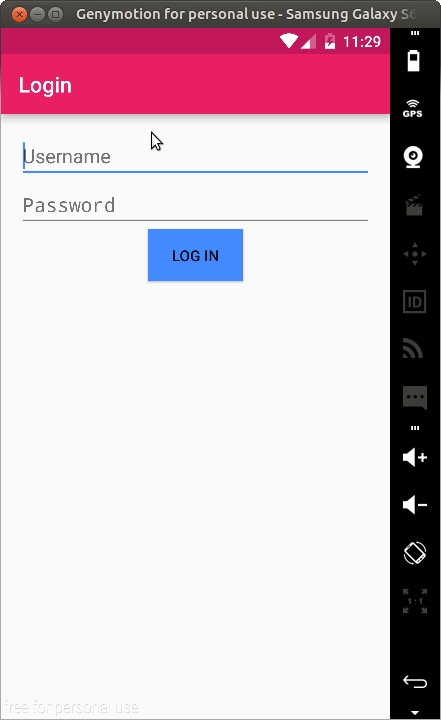 Genymotion for personal use - Samsung Galaxy S6
11:29
Login
GPS
Username
Password
LOG IN
ID
1:1
free for personal use